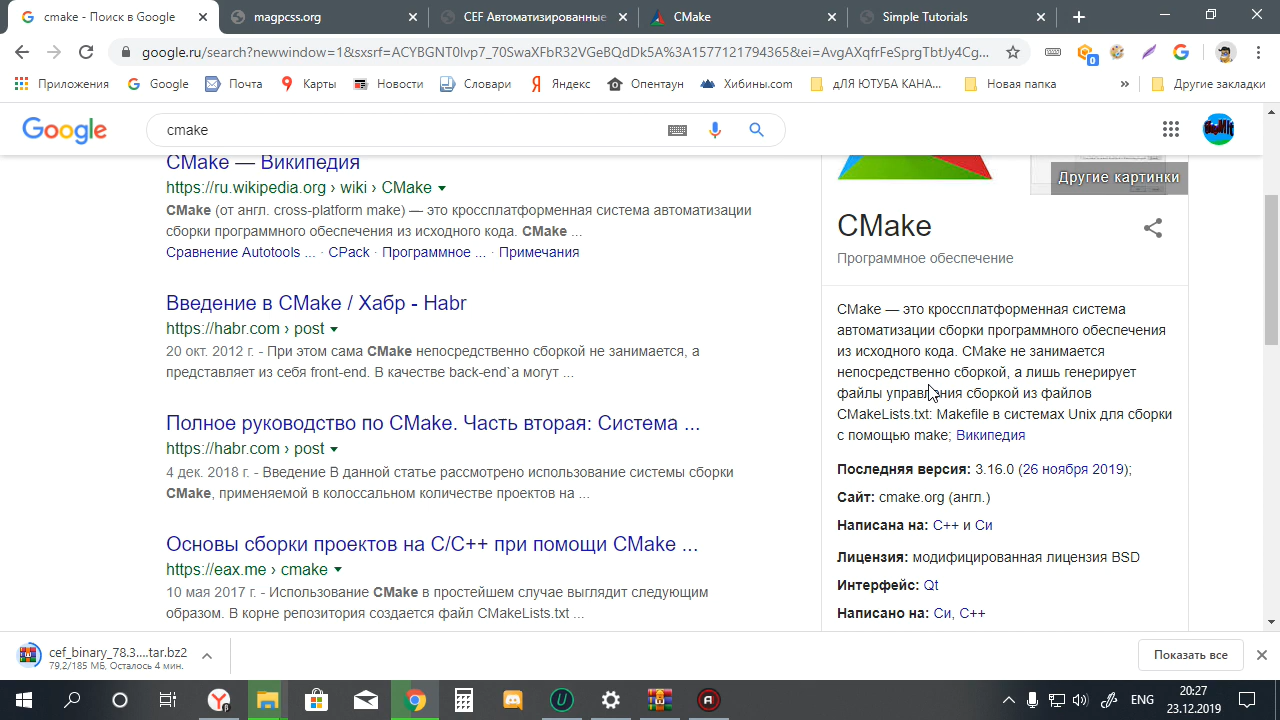 cmake - Поиск в Google
magpcss.org
CEF Автоматизированные
CMake
Simple Tutorials
google.ru/search?newwindow=1&sxsrf=ACYBGNT0lvp7_70SwaXFbR32VGeBQdDk5A%3A1577121794365&ei=AvgAXqfrFeSprgTbtJy4Cg...
0
Приложения
Google
Почта
Карты
Новости
Словари
Яндекс
Опентаун
Хибины.com
дЛЯ ЮТУБА КАНА...
Новая папка
»
Другие закладки
Google
cmake
CMake — Википедия
https://ru.wikipedia.org › wiki › CMake
CMake (от англ. cross-platform make) — это кроссплатформенная система автоматизации
сборки программного обеспечения из исходного кода. CMake ...
Сравнение Autotools ... · CPack · Программное ... · Примечания
Введение в CMake / Хабр - Habr
https://habr.com › post
20 окт. 2012 г. - При этом сама CMake непосредственно сборкой не занимается, а
представляет из себя front-end. В качестве back-end`a могут ...
Полное руководство по CMake. Часть вторая: Система ...
https://habr.com › post
4 дек. 2018 г. - Введение В данной статье рассмотрено использование системы сборки
CMake, применяемой в колоссальном количестве проектов на ...
Основы сборки проектов на С/C++ при помощи CMake ...
https://eax.me › cmake
10 мая 2017 г. - Использование CMake в простейшем случае выглядит следующим
образом. В корне репозитория создается файл CMakeLists.txt ...
Другие картинки
CMake
Программное обеспечение
CMake — это кроссплатформенная система
автоматизации сборки программного обеспечения
из исходного кода. CMake не занимается
непосредственно сборкой, а лишь генерирует
файлы управления сборкой из файлов
CMakeLists.txt: Makefile в системах Unix для сборки
с помощью make; Википедия
Последняя версия: 3.16.0 (26 ноября 2019);
Сайт: cmake.org (англ.)
Написана на: C++ и Си
Лицензия: модифицированная лицензия BSD
Интерфейс: Qt
Написано на: Си, C++
cef_binary_78.3....tar.bz2
79.2/185 МБ, Осталось 4 мин.
Показать все
ENG
20:27
23.12.2019